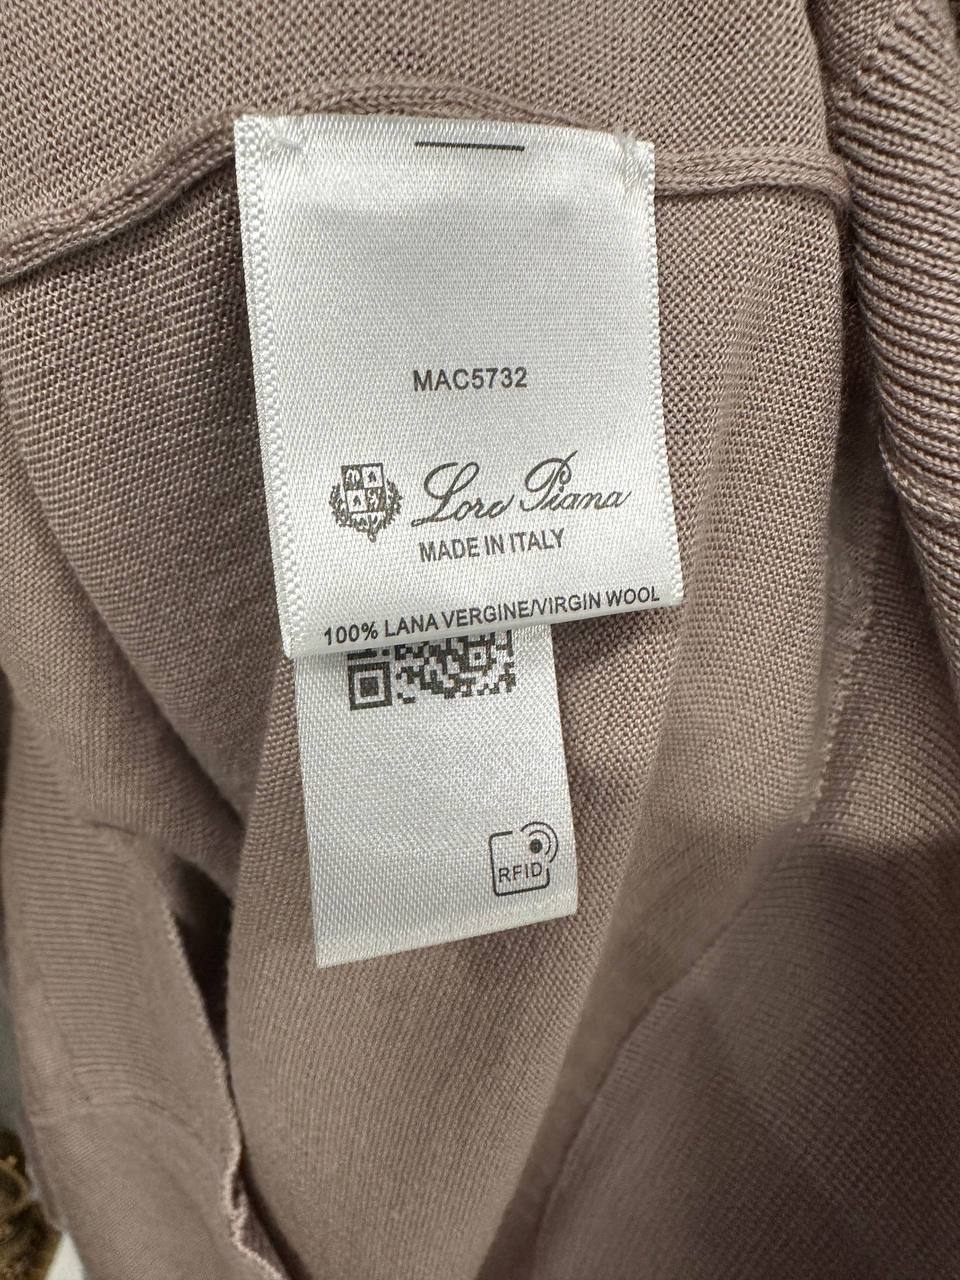 MAC5732
Loro Piana
MADE IN ITALY
100% LANA VERGINE/VIRGIN WOOL
RFID